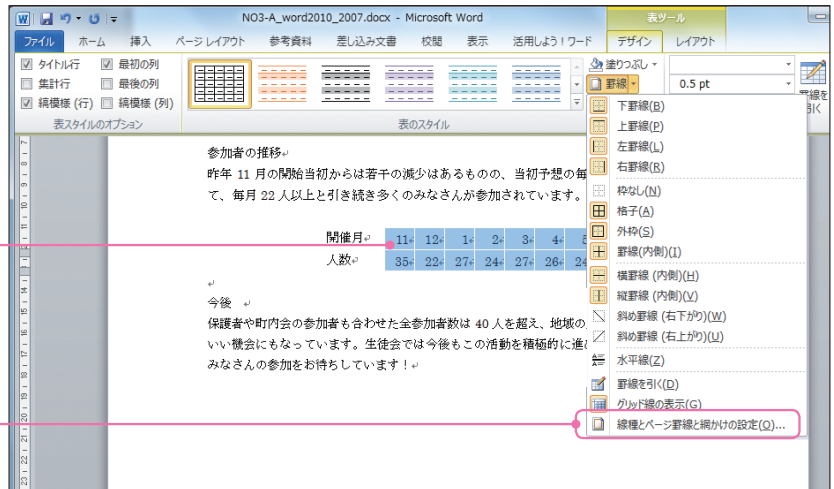 NO3-A_word2010_2007.docx - Microsoft Word
表ツール
ファイル ホーム 挿入 ページ レイアウト 参考資料 差し込み文書 校閲 表示 活用しよう！ワード デザイン レイアウト
タイトル行 最初の列
集計行 最後の列
縞模様 (行) 縞模様 (列)
表スタイルのオプション
表のスタイル
塗りつぶし
罫線
0.5 pt
罫線を
引く
下罫線(B)
上罫線(P)
左罫線(L)
右罫線(R)
枠なし(N)
格子(A)
外枠(S)
罫線(内側)(I)
横罫線 (内側)(H)
縦罫線 (内側)(V)
斜め罫線 (右下がり)(W)
斜め罫線 (右上がり)(U)
水平線(Z)
罫線を引く(D)
グリッド線の表示(G)
線種とページ罫線と網かけの設定(O)...
参加者の推移
昨年 11 月の開始当初からは若干の減少はあるものの、当初予想の毎
て、毎月 22 人以上と引き続き多くのみなさんが参加されています。
開催月 11 12 1 2 3 4
人数 35 22 27 24 27 26
今後
保護者や町内会の参加者も合わせた全参加者数は 40 人を超え、地域の
いい機会にもなっています。生徒会では今後もこの活動を積極的に進
みなさんの参加をお待ちしています！